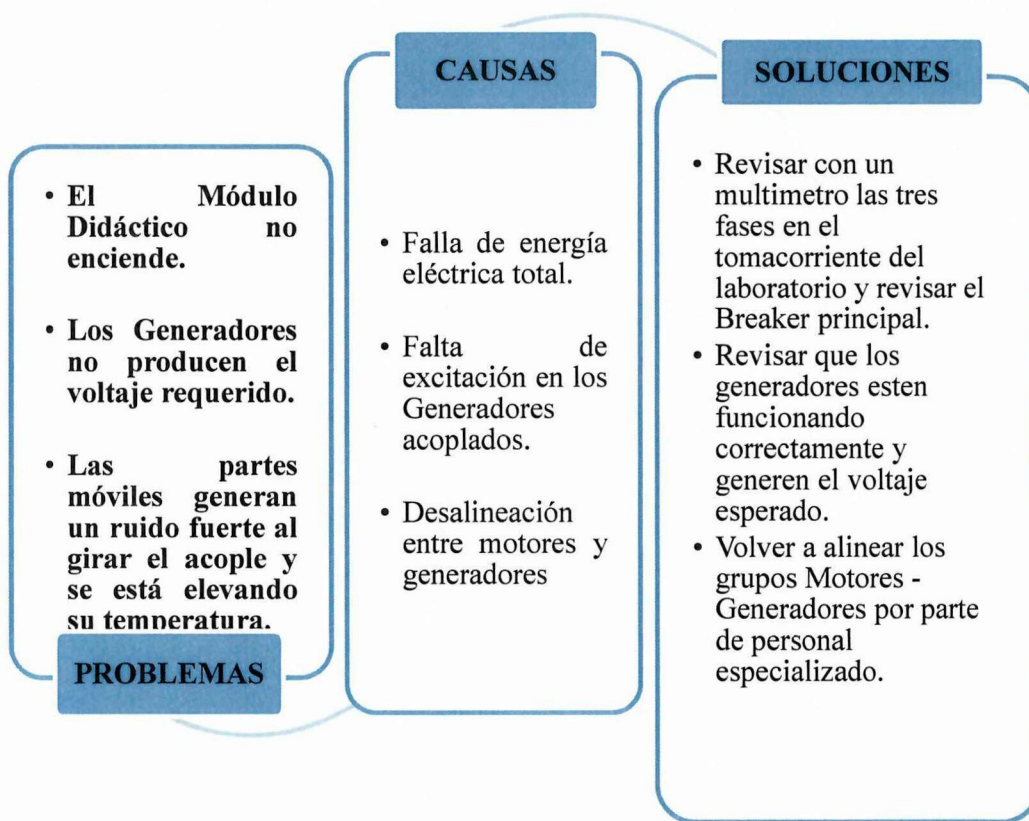 • El Módulo
Didáctico no
enciende.
• Los Generadores
no producen el
voltaje requerido.
• Las partes
móviles generan
un ruido fuerte al
girar el acople y
se está elevando
su temperatura.
PROBLEMAS
CAUSAS
• Falla de energía
eléctrica total.
• Falta de
excitación en los
Generadores
acoplados.
• Desalineación
entre motores y
generadores
SOLUCIONES
• Revisar con un
multimetro las tres
fases en el
tomacorriente del
laboratorio y revisar el
Breaker principal.
• Revisar que los
generadores esten
funcionando
correctamente y
generen el voltaje
esperado.
• Volver a alinear los
grupos Motores -
Generadores por parte
de personal
especializado.